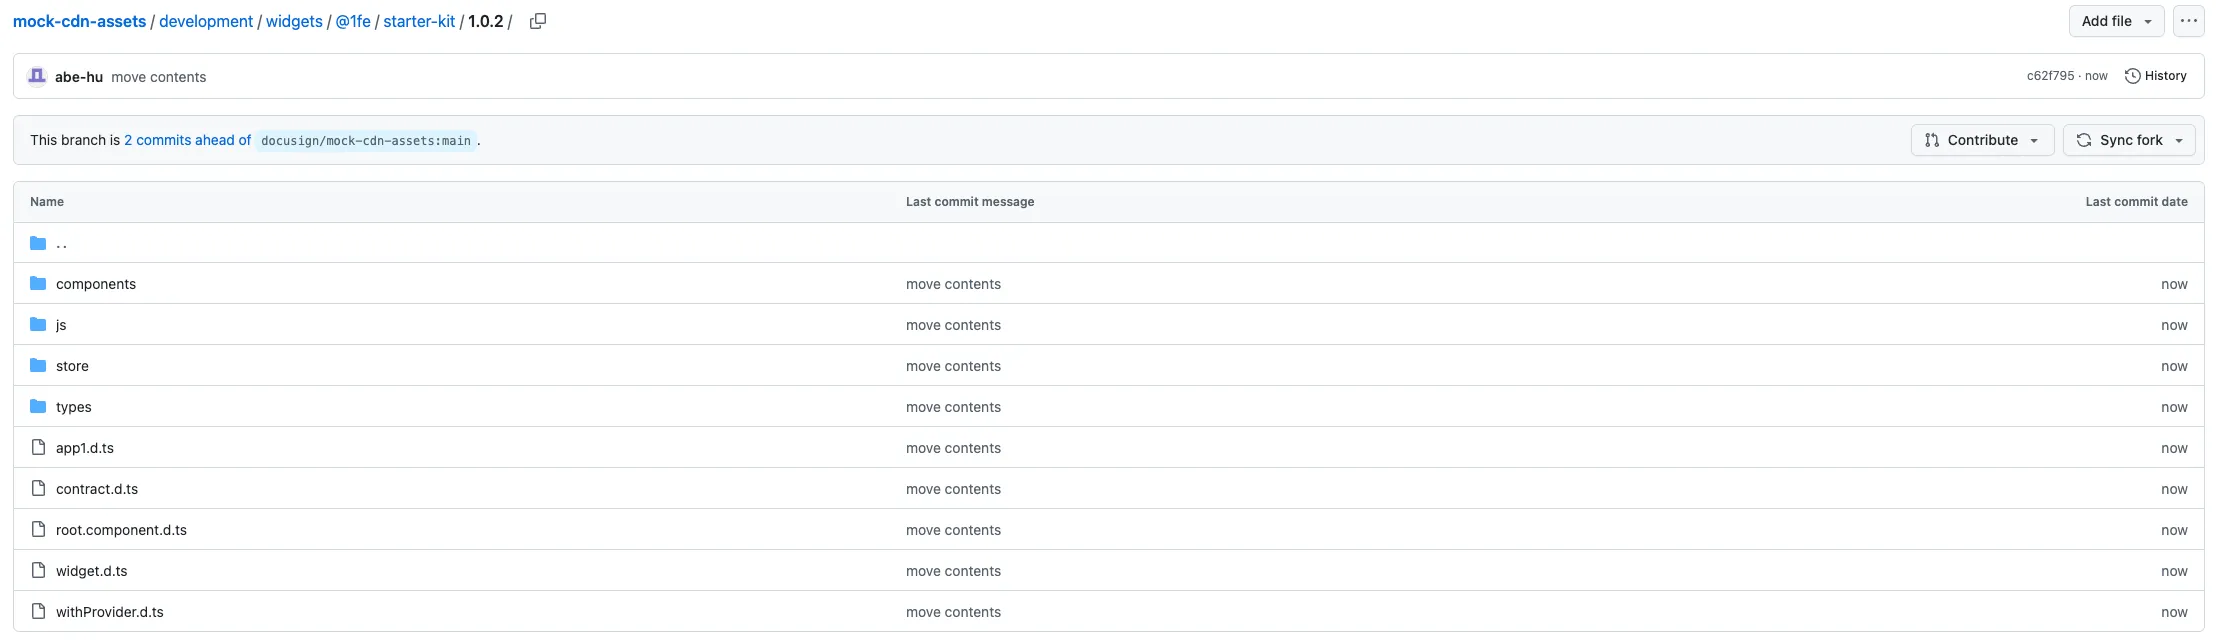 mock-cdn-assets / development / widgets / @1fe / starter-kit / 1.0.2 /
Add file
abe-hu move contents
c62f795 · now History
This branch is 2 commits ahead of docusign/mock-cdn-assets:main .
Contribute Sync fork
Name Last commit message Last commit date
..
components move contents now
js move contents now
store move contents now
types move contents now
app1.d.ts move contents now
contract.d.ts move contents now
root.component.d.ts move contents now
widget.d.ts move contents now
withProvider.d.ts move contents now